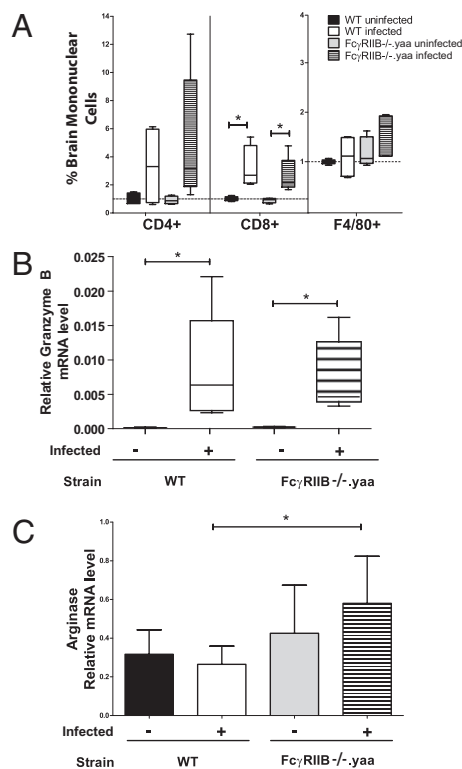 A
WT uninfected
WT infected
FcγRIIB-/-.yaa uninfected
FcγRIIB-/-.yaa infected
% Brain Mononuclear
Cells
14
12
10
8
6
4
2
0
4
3
2
1
0
*
*
CD4+
CD8+
F4/80+
B
Relative Granzyme B
mRNA level
0.025
0.020
0.015
0.010
0.005
0.000
*
*
Infected
- + - +
Strain
WT
FcγRIIB-/-.yaa
C
Arginase
Relative mRNA level
1.0
0.8
0.6
0.4
0.2
0.0
*
Infected
- + - +
Strain
WT
FcγRIIB-/-.yaa